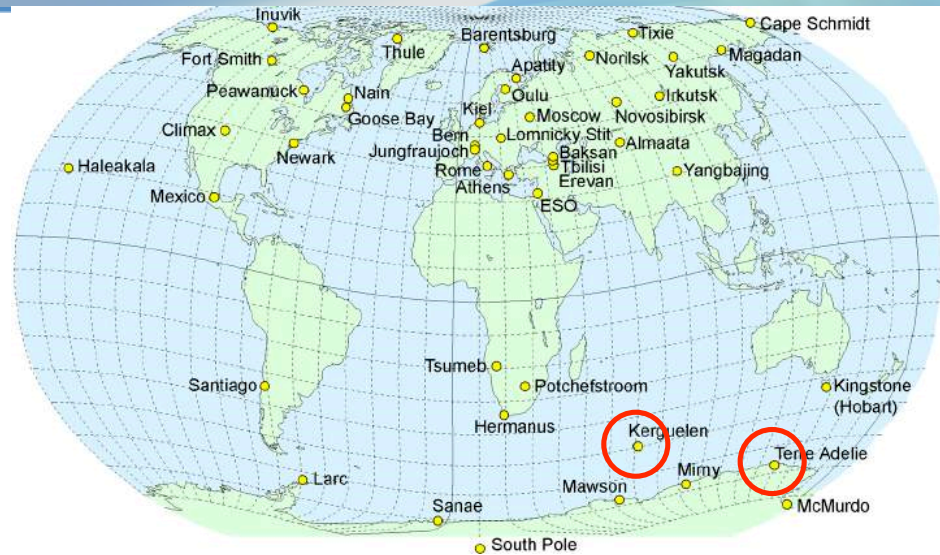 Inuvik
Cape Schmidt
Tixie
Barentsburg
Thule
Magadan
Fort Smith
Norilsk
Yakutsk
Apatity
Peawanuck
Nain
Oulu
Irkutsk
Kiel
Goose Bay
Moscow
Novosibirsk
Climax
Bern
Lomnicky Stit
Almaata
Newark
Jungfraujoch
Baksan
Haleakala
Rome
Tbilisi
Yangbajing
Athens
Erevan
Mexico
ESO
Tsumeb
Santiago
Potchefstroom
Kingstone
(Hobart)
Hermanus
Kerguelen
Terre Adelie
Larc
Mirny
Mawson
Sanae
McMurdo
South Pole